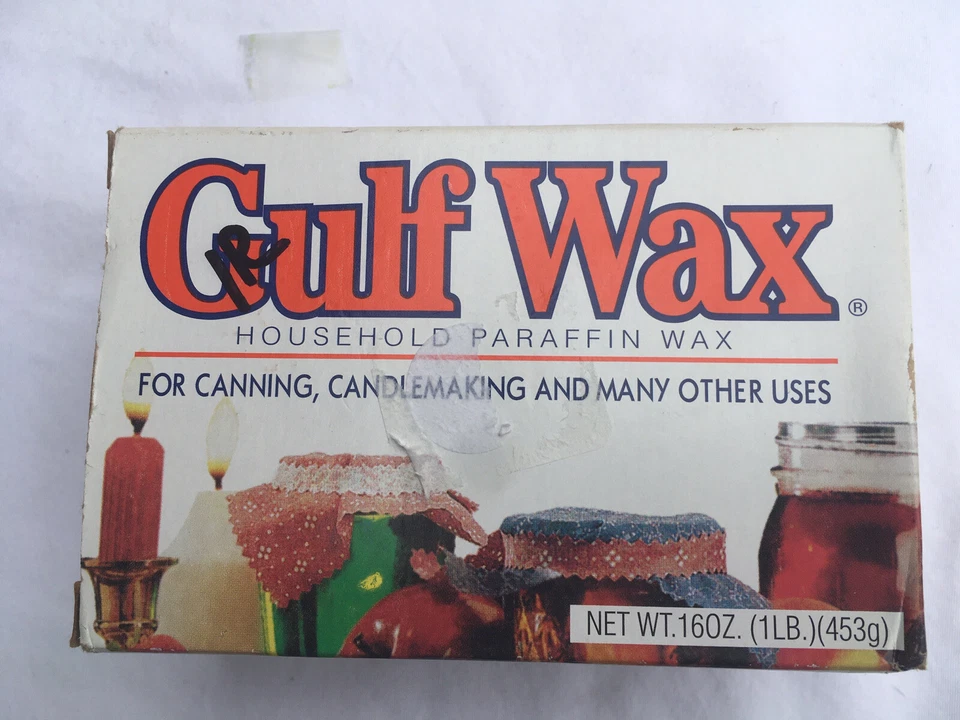 Gulf Wax®
HOUSEHOLD PARAFFIN WAX
FOR CANNING, CANDLEMAKING AND MANY OTHER USES
NET WT.16OZ. (1LB.)(453g)